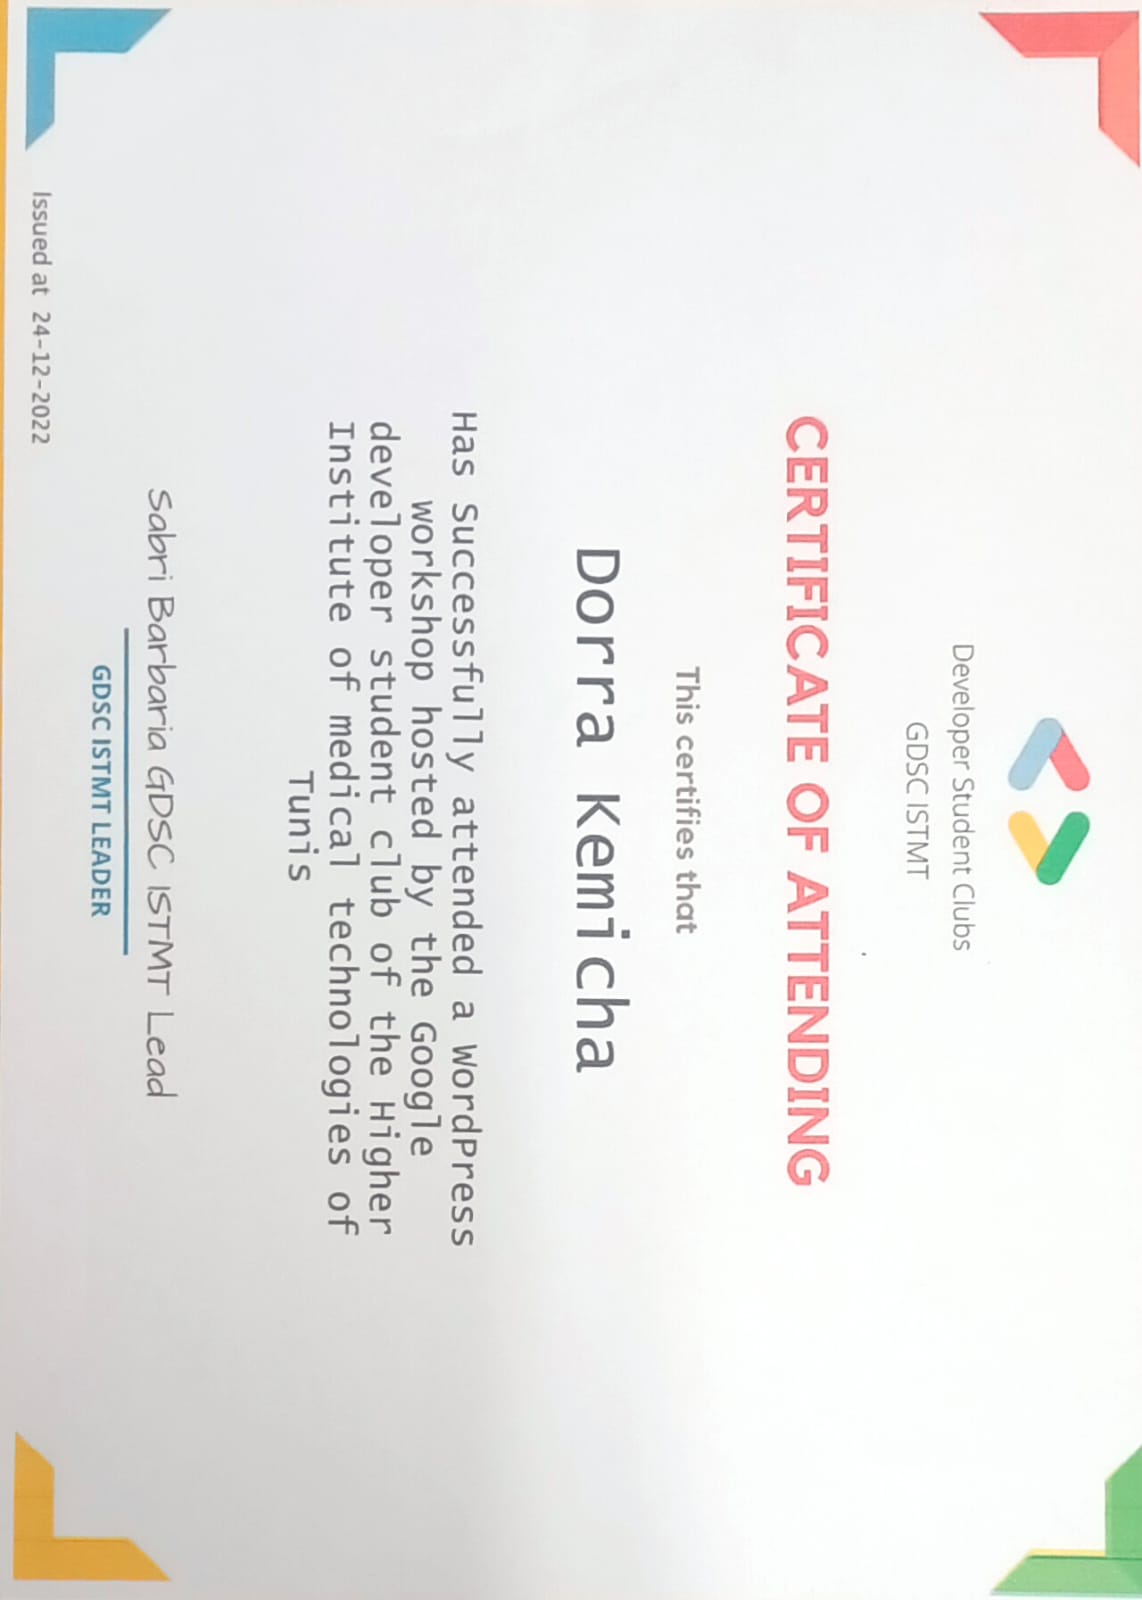 Developer Student Clubs
GDSC ISTMT
CERTIFICATE OF ATTENDING
This certifies that
Dorra Kemicha
Has Successfully attended a WordPress
workshop hosted by the Google
developer student club of the Higher
Institute of medical technologies of
Tunis
Sabri Barbaria GDSC ISTMT Lead
GDSC ISTMT LEADER
Issued at 24-12-2022